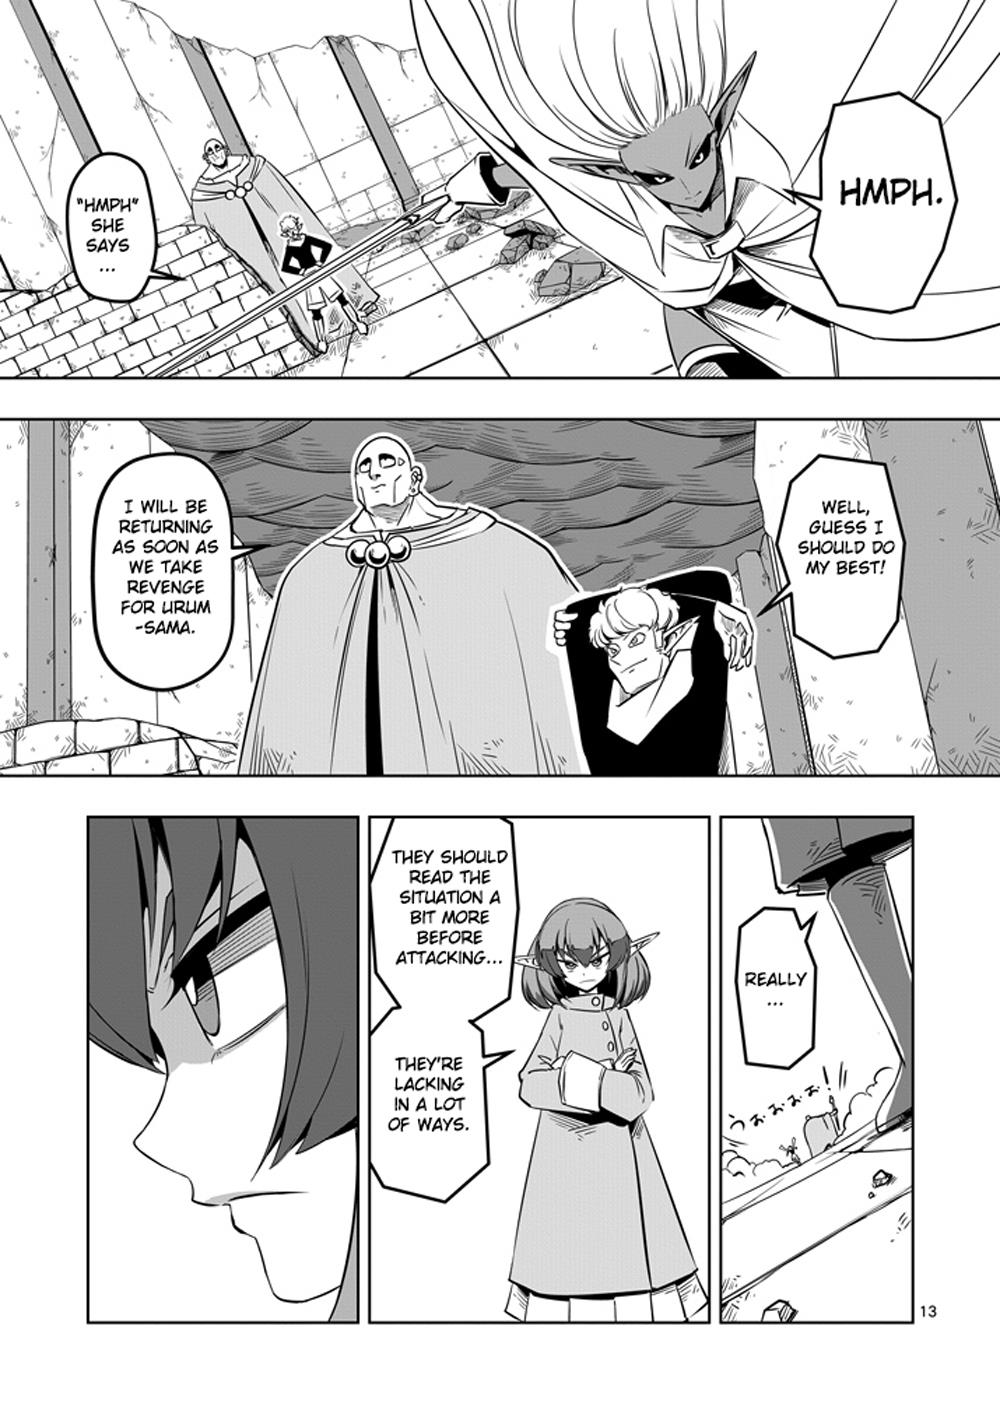 HMPH.
"HMPH"
SHE
SAYS
...
WELL,
GUESS I
SHOULD DO
MY BEST!
I WILL BE
RETURNING
AS SOON AS
WE TAKE
REVENGE
FOR URUM
-SAMA.
REALLY
...
うおおおお!
THEY SHOULD
READ THE
SITUATION A
BIT MORE
BEFORE
ATTACKING...
THEY'RE
LACKING
IN A LOT
OF WAYS.
13